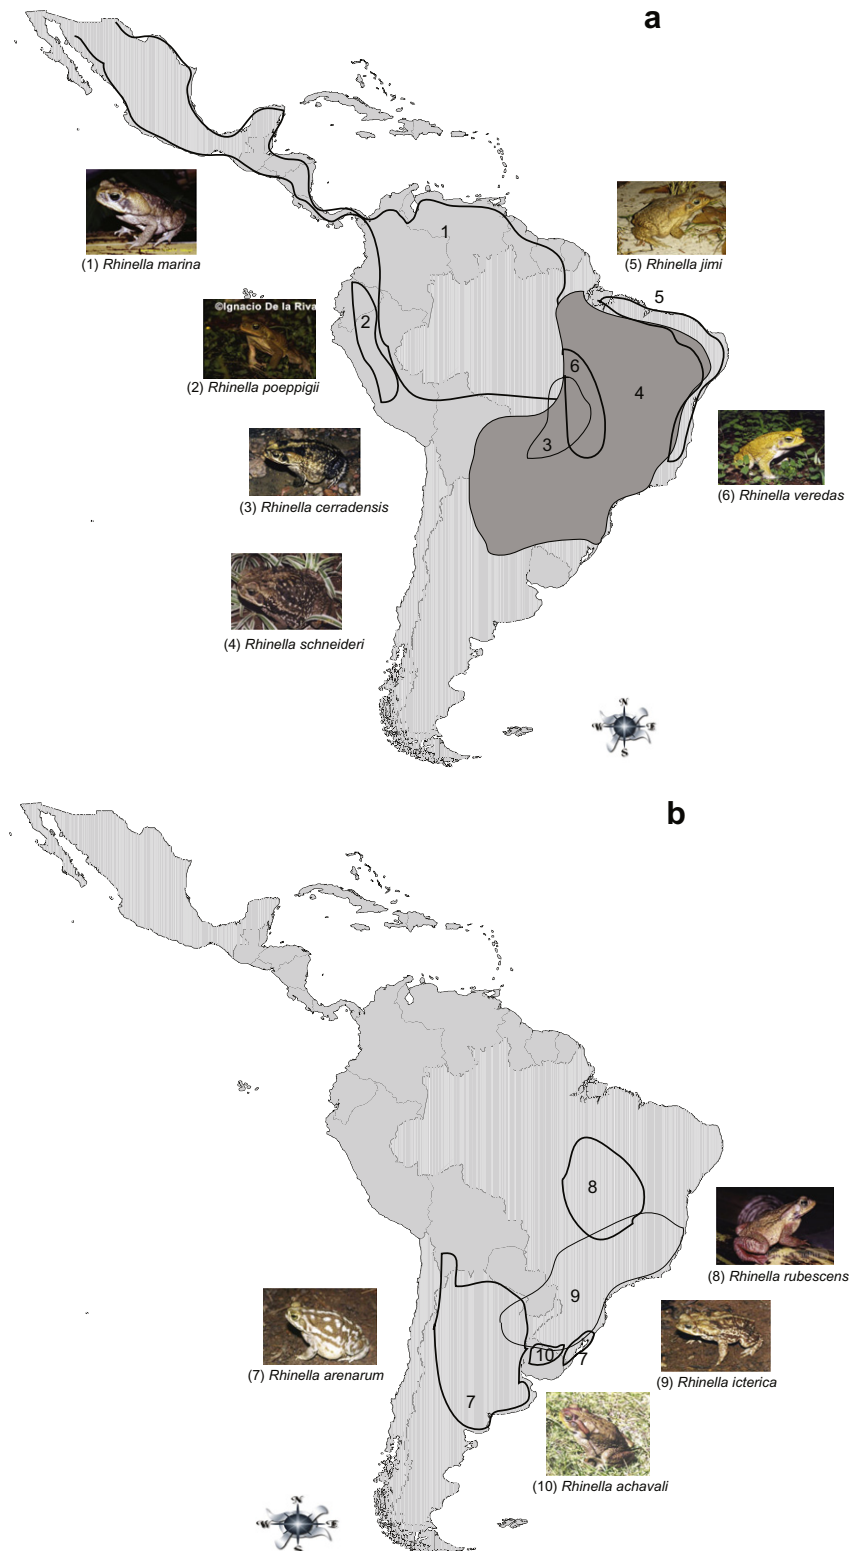 a
1
(1) Rhinella marina
(5) Rhinella jimi
5
©Ignacio De la Riva
2
(2) Rhinella poeppigii
6
4
3
(3) Rhinella cerradensis
(6) Rhinella veredas
(4) Rhinella schneideri
N
W E
S
b
8
(8) Rhinella rubescens
9
10
7
(7) Rhinella arenarum
(9) Rhinella icterica
7
(10) Rhinella achavali
N
W E
S